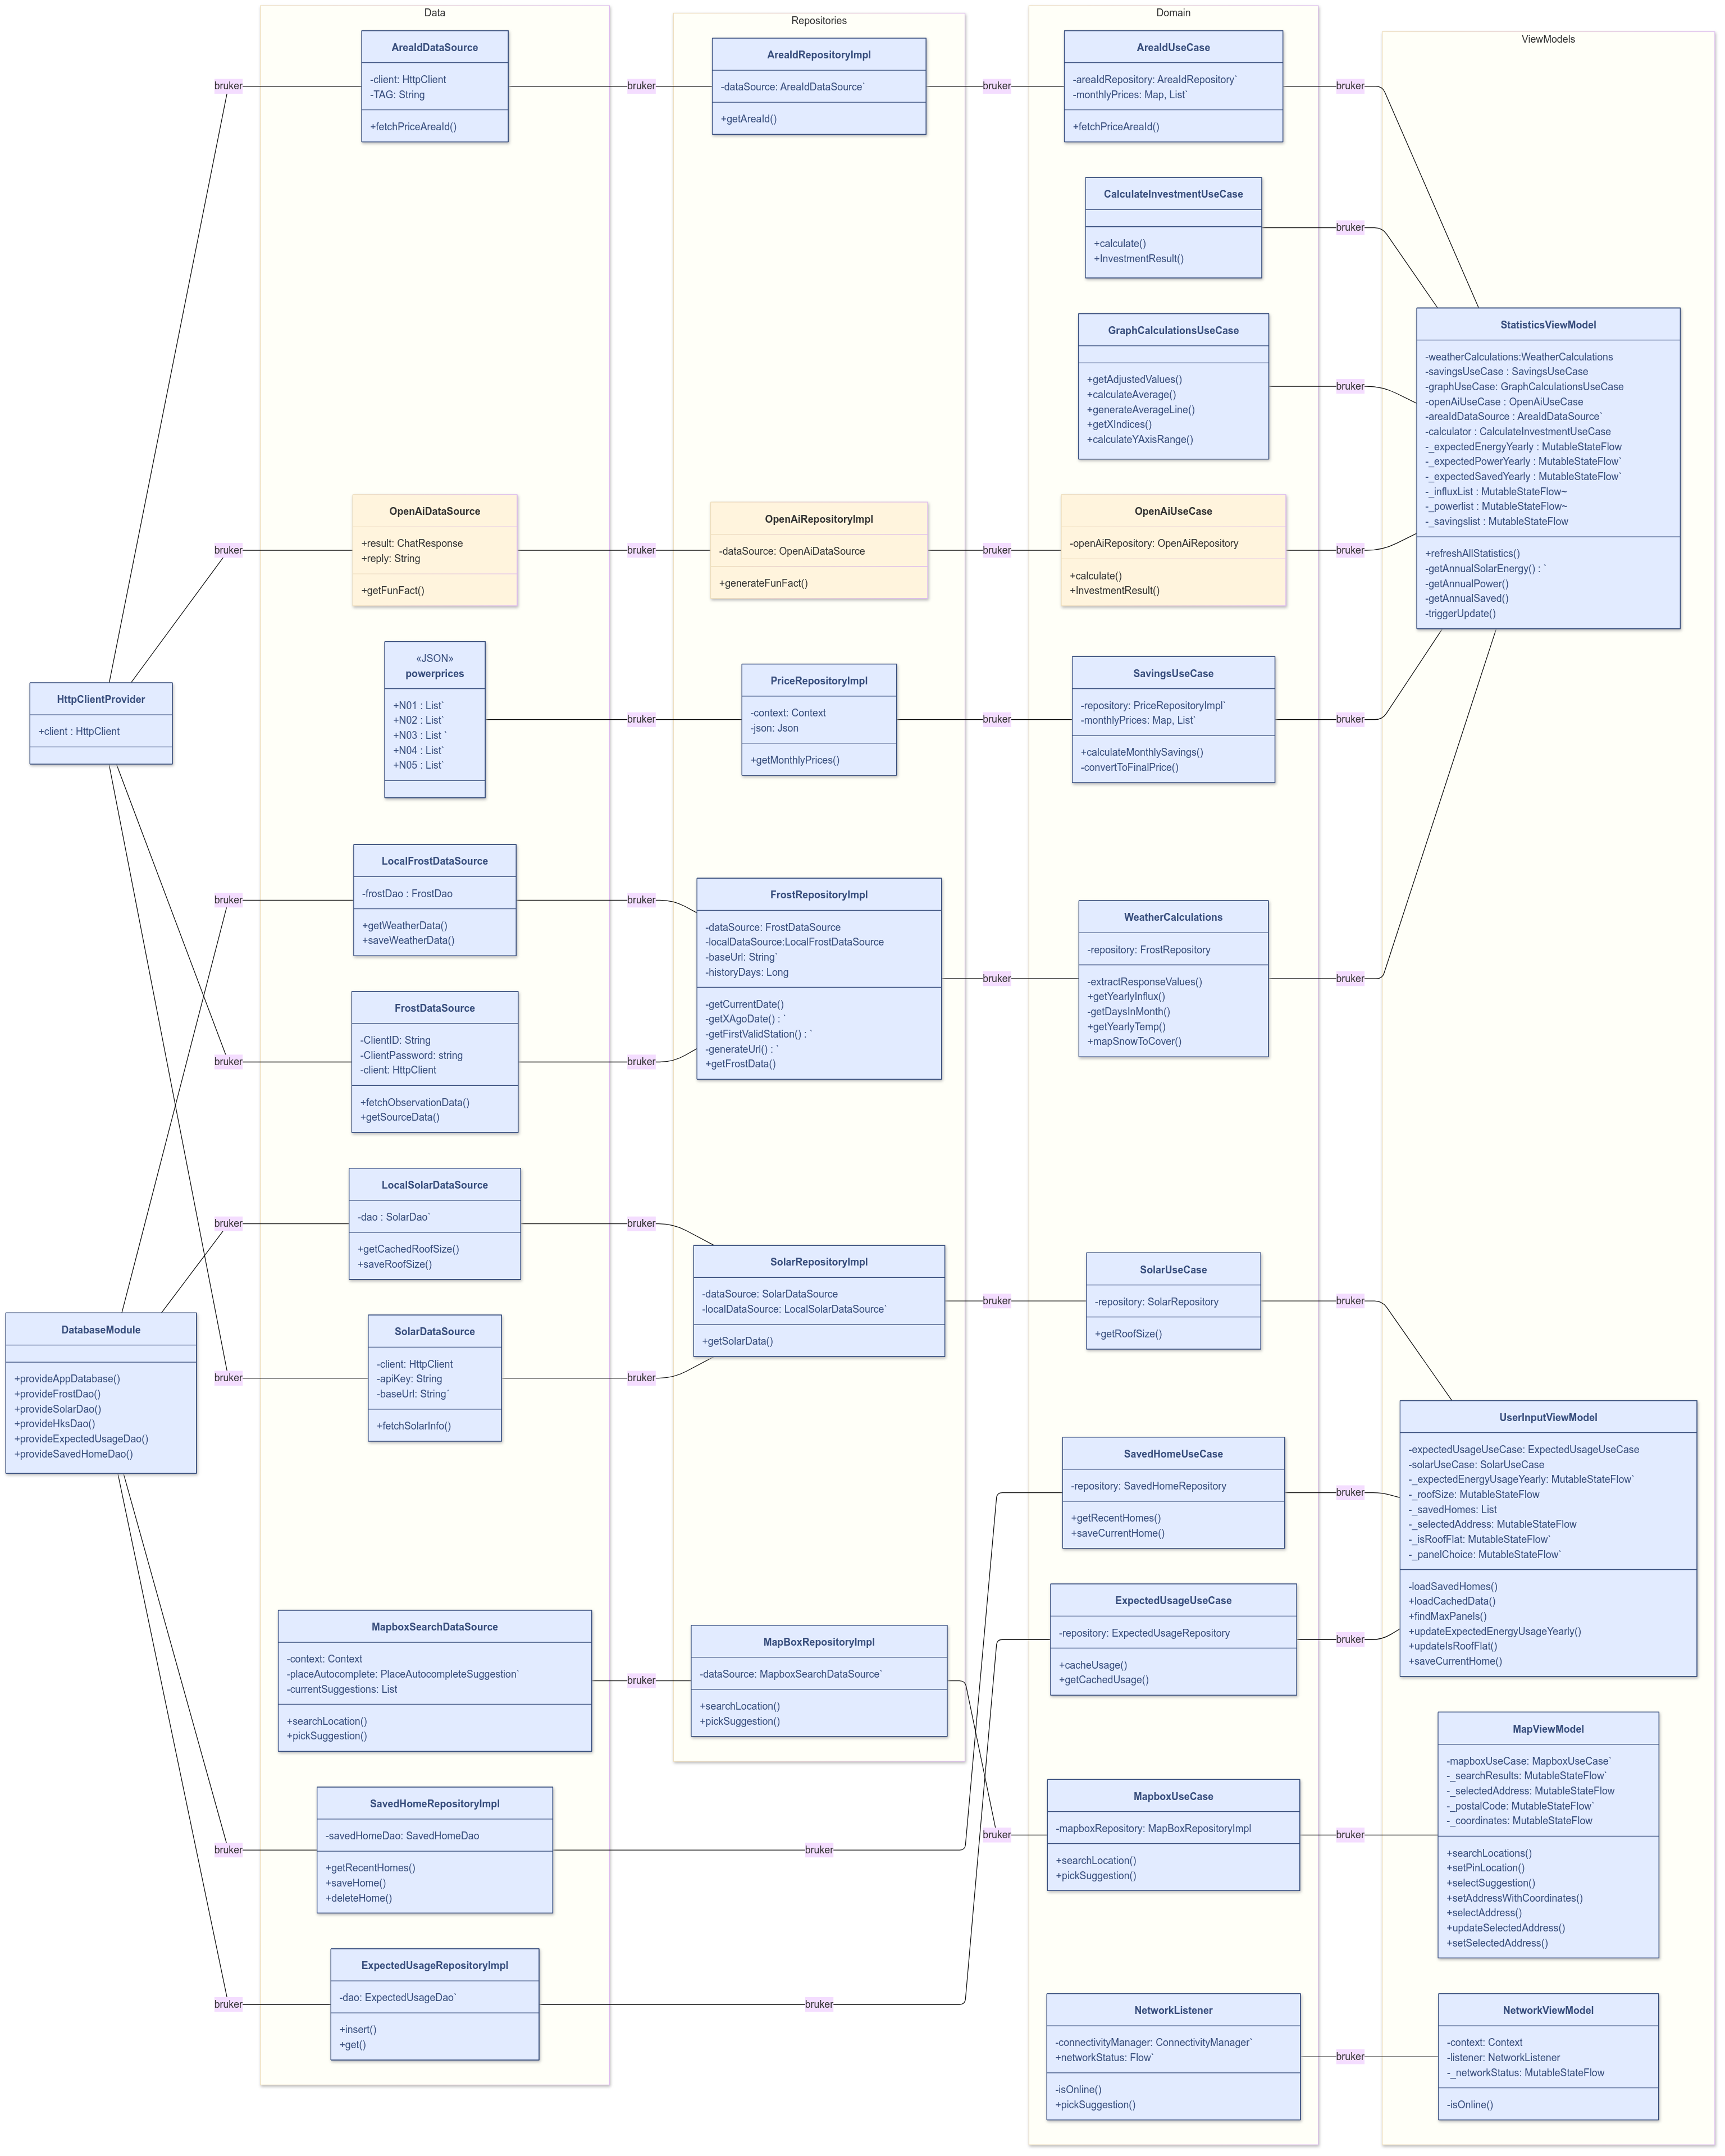 Data
Repositories
Domain
ViewModels
HttpClientProvider
+client : HttpClient
DatabaseModule
+provideAppDatabase()
+provideFrostDao()
+provideSolarDao()
+provideHksDao()
+provideExpectedUsageDao()
+provideSavedHomeDao()
bruker
bruker
bruker
bruker
bruker
bruker
bruker
bruker
AreaIdDataSource
-client: HttpClient
-TAG: String
+fetchPriceAreaId()
OpenAiDataSource
+result: ChatResponse
+reply: String
+getFunFact()
«JSON»
powerprices
+N01 : List`
+N02 : List`
+N03 : List `
+N04 : List`
+N05 : List`
LocalFrostDataSource
-frostDao : FrostDao
+getWeatherData()
+saveWeatherData()
FrostDataSource
-ClientID: String
-ClientPassword: string
-client: HttpClient
+fetchObservationData()
+getSourceData()
LocalSolarDataSource
-dao : SolarDao`
+getCachedRoofSize()
+saveRoofSize()
SolarDataSource
-client: HttpClient
-apiKey: String
-baseUrl: String´
+fetchSolarInfo()
MapboxSearchDataSource
-context: Context
-placeAutocomplete: PlaceAutocompleteSuggestion`
-currentSuggestions: List
+searchLocation()
+pickSuggestion()
SavedHomeRepositoryImpl
-savedHomeDao: SavedHomeDao
+getRecentHomes()
+saveHome()
+deleteHome()
ExpectedUsageRepositoryImpl
-dao: ExpectedUsageDao`
+insert()
+get()
bruker
bruker
bruker
bruker
bruker
bruker
bruker
bruker
bruker
bruker
AreaIdRepositoryImpl
-dataSource: AreaIdDataSource`
+getAreaId()
OpenAiRepositoryImpl
-dataSource: OpenAiDataSource
+generateFunFact()
PriceRepositoryImpl
-context: Context
-json: Json
+getMonthlyPrices()
FrostRepositoryImpl
-dataSource: FrostDataSource
-localDataSource:LocalFrostDataSource
-baseUrl: String`
-historyDays: Long
-getCurrentDate()
-getXAgoDate() : `
-getFirstValidStation() : `
-generateUrl() : `
+getFrostData()
SolarRepositoryImpl
-dataSource: SolarDataSource
-localDataSource: LocalSolarDataSource`
+getSolarData()
MapBoxRepositoryImpl
-dataSource: MapboxSearchDataSource`
+searchLocation()
+pickSuggestion()
bruker
bruker
bruker
bruker
bruker
bruker
AreaIdUseCase
-areaIdRepository: AreaIdRepository`
-monthlyPrices: Map, List`
+fetchPriceAreaId()
CalculateInvestmentUseCase
+calculate()
+InvestmentResult()
GraphCalculationsUseCase
+getAdjustedValues()
+calculateAverage()
+generateAverageLine()
+getXIndices()
+calculateYAxisRange()
OpenAiUseCase
-openAiRepository: OpenAiRepository
+calculate()
+InvestmentResult()
SavingsUseCase
-repository: PriceRepositoryImpl`
-monthlyPrices: Map, List`
+calculateMonthlySavings()
-convertToFinalPrice()
WeatherCalculations
-repository: FrostRepository
-extractResponseValues()
+getYearlyInflux()
-getDaysInMonth()
+getYearlyTemp()
+mapSnowToCover()
SolarUseCase
-repository: SolarRepository
+getRoofSize()
SavedHomeUseCase
-repository: SavedHomeRepository
+getRecentHomes()
+saveCurrentHome()
ExpectedUsageUseCase
-repository: ExpectedUsageRepository
+cacheUsage()
+getCachedUsage()
MapboxUseCase
-mapboxRepository: MapBoxRepositoryImpl
+searchLocation()
+pickSuggestion()
NetworkListener
-connectivityManager: ConnectivityManager`
+networkStatus: Flow`
-isOnline()
+pickSuggestion()
bruker
bruker
bruker
bruker
bruker
bruker
bruker
bruker
bruker
bruker
bruker
StatisticsViewModel
-weatherCalculations:WeatherCalculations
-savingsUseCase : SavingsUseCase
-graphUseCase: GraphCalculationsUseCase
-openAiUseCase : OpenAiUseCase
-areaIdDataSource : AreaIdDataSource`
-calculator : CalculateInvestmentUseCase
-_expectedEnergyYearly : MutableStateFlow
-_expectedPowerYearly : MutableStateFlow`
-_expectedSavedYearly : MutableStateFlow`
-_influxList : MutableStateFlow~
-_powerlist : MutableStateFlow~
-_savingslist : MutableStateFlow
+refreshAllStatistics()
-getAnnualSolarEnergy() : `
-getAnnualPower()
-getAnnualSaved()
-triggerUpdate()
UserInputViewModel
-expectedUsageUseCase: ExpectedUsageUseCase
-solarUseCase: SolarUseCase
-_expectedEnergyUsageYearly: MutableStateFlow`
-_roofSize: MutableStateFlow
-_savedHomes: List
-_selectedAddress: MutableStateFlow
-_isRoofFlat: MutableStateFlow`
-_panelChoice: MutableStateFlow`
-loadSavedHomes()
+loadCachedData()
+findMaxPanels()
+updateExpectedEnergyUsageYearly()
+updateIsRoofFlat()
+saveCurrentHome()
MapViewModel
-mapboxUseCase: MapboxUseCase`
-_searchResults: MutableStateFlow`
-_selectedAddress: MutableStateFlow
-_postalCode: MutableStateFlow`
-_coordinates: MutableStateFlow
+searchLocations()
+setPinLocation()
+selectSuggestion()
+setAddressWithCoordinates()
+selectAddress()
+updateSelectedAddress()
+setSelectedAddress()
NetworkViewModel
-context: Context
-listener: NetworkListener
-_networkStatus: MutableStateFlow
-isOnline()